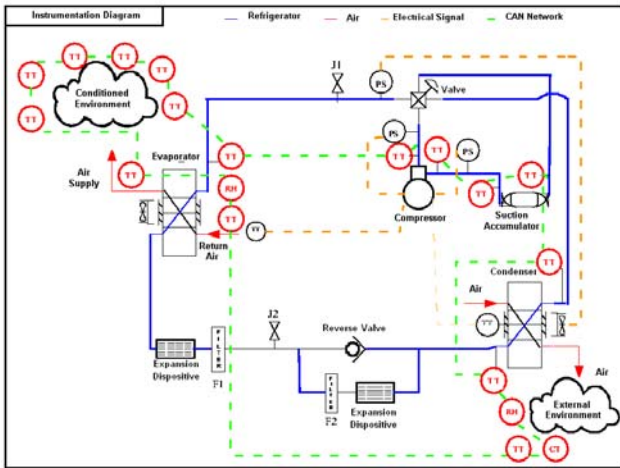 Instrumentation Diagram
Refrigerator
Air
Electrical Signal
CAN Network
TT
TT
TT
TT
TT
TT
TT
Conditioned
Environment
J1
PS
Valve
PS
TT
TT
PS
TT
TT
Evaporator
TT
TT
Air
Supply
RH
TT
Return
Air
Compressor
Suction
Accumulator
Condenser
TT
Air
J2
Reverse Valve
Expansion
Dispositive
FILTER
F1
FILTER
F2
Expansion
Dispositive
TT
RH
TT
CT
Air
External
Environment